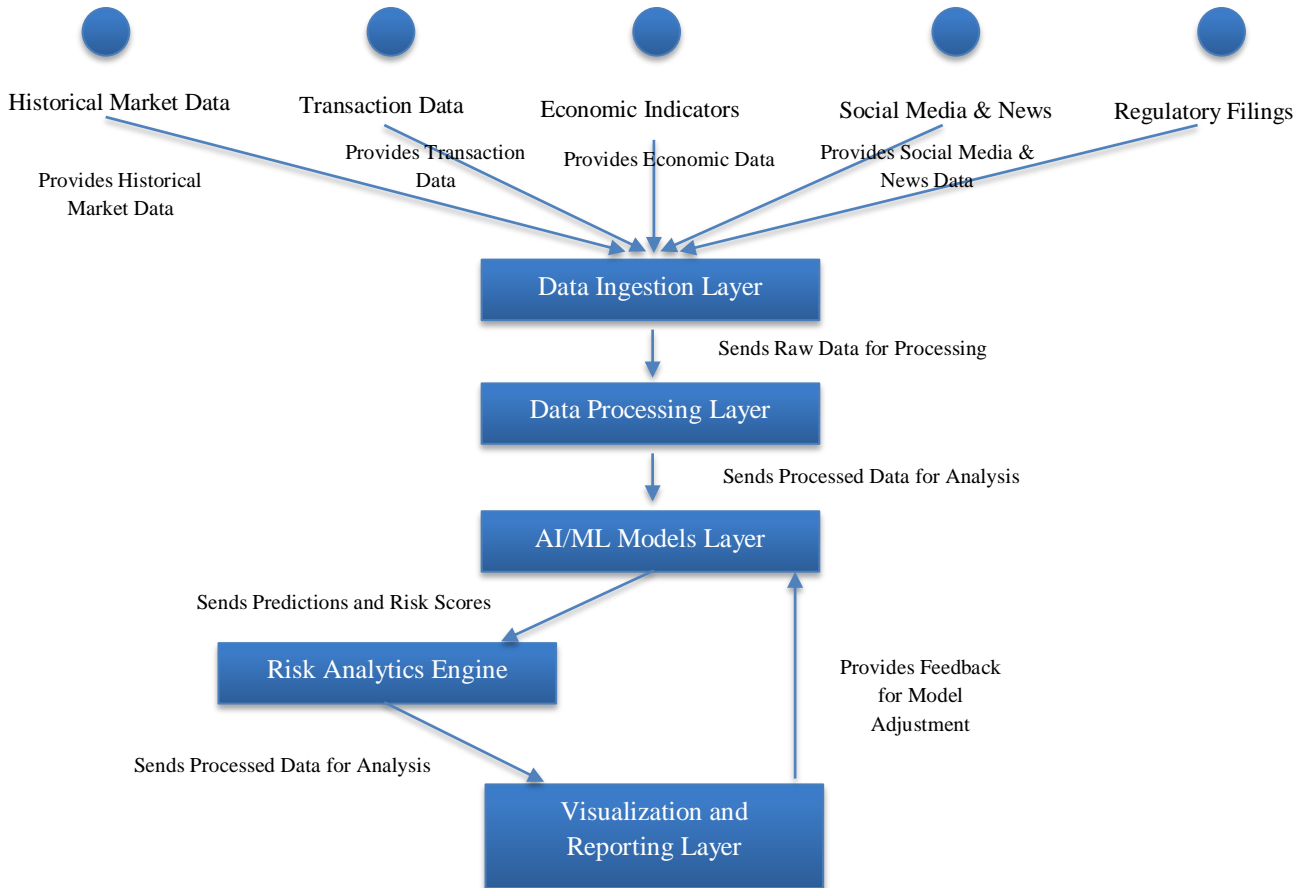 Historical Market Data
Transaction Data
Economic Indicators
Social Media & News
Regulatory Filings
Provides Historical
Market Data
Provides Transaction
Data
Provides Economic Data
Provides Social Media &
News Data
Data Ingestion Layer
Sends Raw Data for Processing
Data Processing Layer
Sends Processed Data for Analysis
AI/ML Models Layer
Sends Predictions and Risk Scores
Risk Analytics Engine
Provides Feedback
for Model
Adjustment
Sends Processed Data for Analysis
Visualization and
Reporting Layer